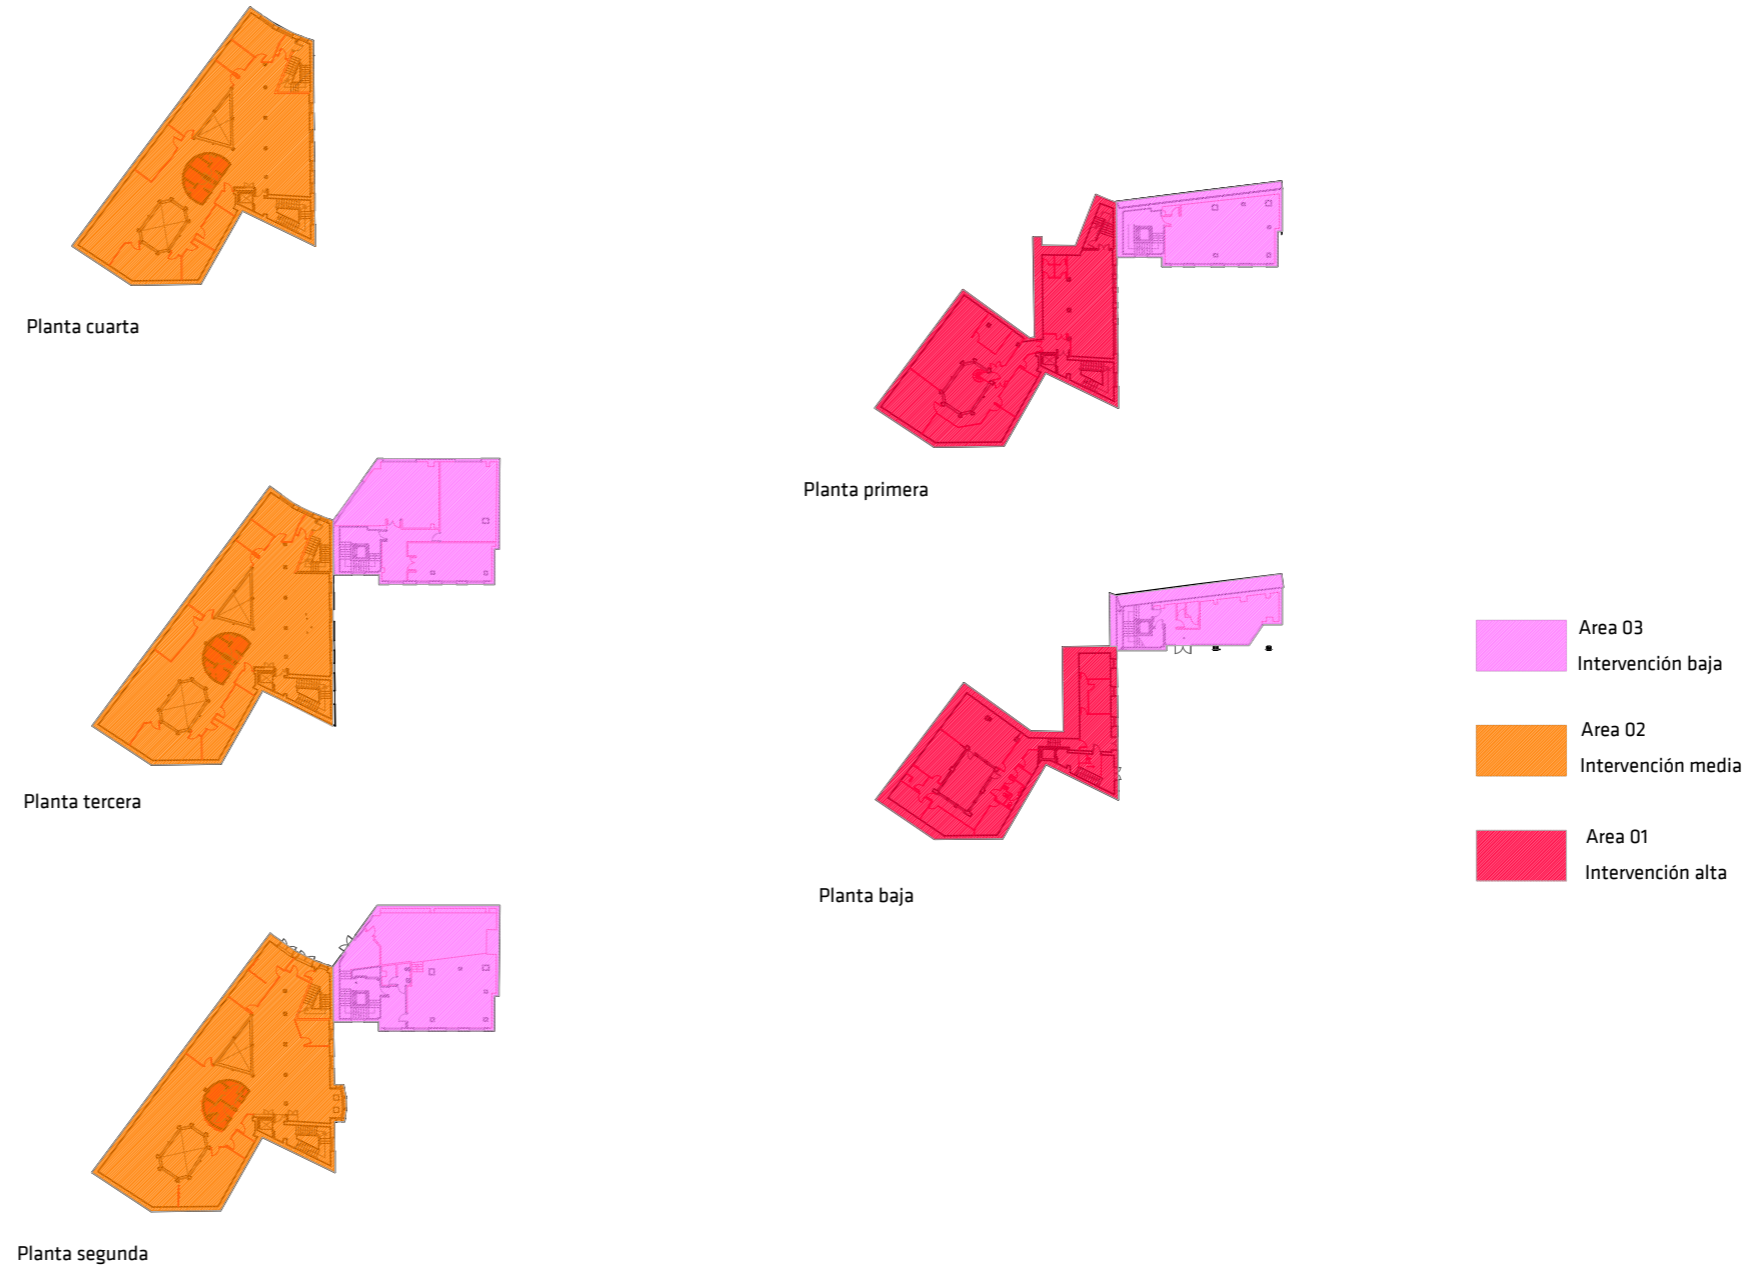 Planta cuarta
Planta tercera
Planta segunda
Planta primera
Planta baja
Area 03
Intervención baja
Area 02
Intervención media
Area 01
Intervención alta